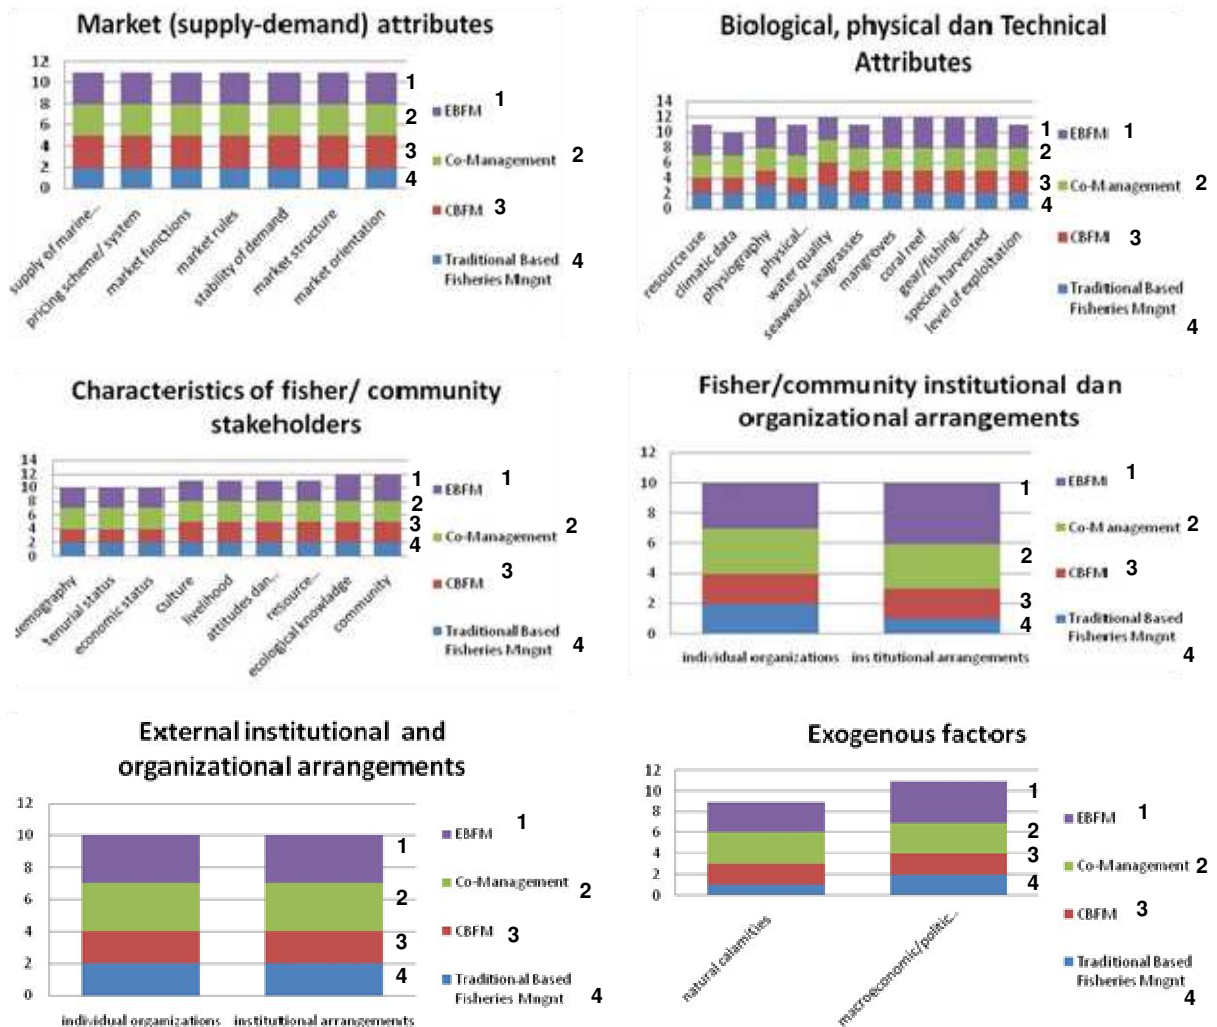 Market (supply-demand) attributes
12
10
8
6
4
2
0
1
2
3
4
supply of marine...
pricing scheme/ system
market functions
market rules
stability of demand
market structure
market orientation
EBFM 1
Co-Management 2
CBFM 3
Traditional Based
Fisheries Mngnt 4
Biological, physical dan Technical
Attributes
14
12
10
8
6
4
2
0
1
2
3
4
resource use
climatic data
physiography
physical...
water quality
seawead/ seagrasses
mangroves
coral reef
gear/fishing...
species harvested
level of exploitation
EBFM 1
Co-Management 2
CBFM 3
Traditional Based
Fisheries Mngnt
4
Characteristics of fisher/ community
stakeholders
14
12
10
8
6
4
2
0
1
2
3
4
demography
tenurial status
economic status
culture
livelihood
attitudes dan...
resource...
ecological knowladge
community
EBFM 1
Co-Management 2
CBFM 3
Traditional Based
Fisheries Mngnt 4
Fisher/community institutional dan
organizational arrangements
12
10
8
6
4
2
0
1
2
3
4
individual organizations
institutional arrangements
EBFM 1
Co-Management 2
CBFM 3
Traditional Based
Fisheries Mngnt
4
External institutional and
organizational arrangements
12
10
8
6
4
2
0
1
2
3
4
individual organizations
institutional arrangements
EBFM 1
Co-Management 2
CBFM 3
Traditional Based
Fisheries Mngnt 4
Exogenous factors
12
10
8
6
4
2
0
1
2
3
4
natural calamities
macroeconomic/politic...
EBFM 1
Co-Management 2
CBFM 3
Traditional Based
Fisheries Mngnt
4